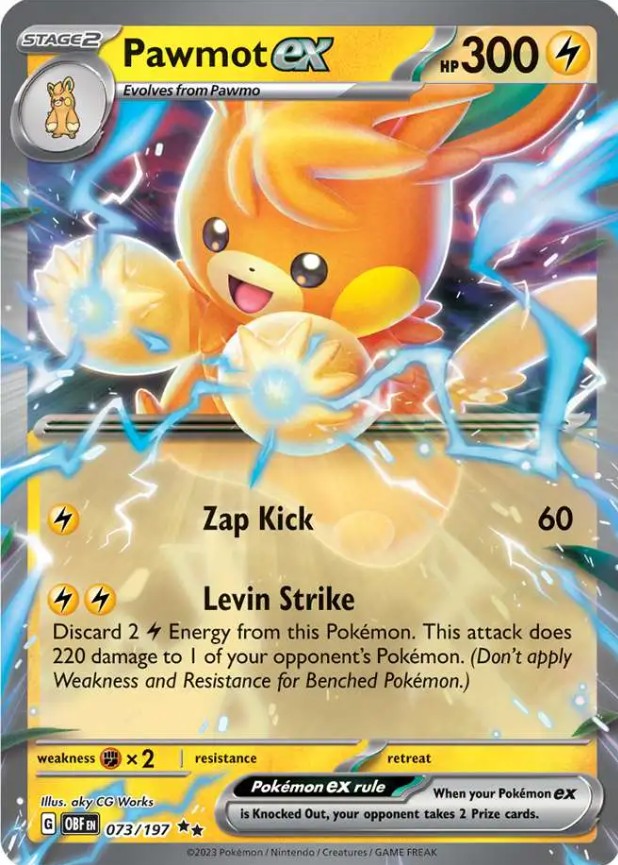 STAGE2
Pawmot ex
HP 300
Evolves from Pawmo
Zap Kick 60
Levin Strike
Discard 2 Energy from this Pokémon. This attack does
220 damage to 1 of your opponent's Pokémon. (Don't apply
Weakness and Resistance for Benched Pokémon.)
weakness ×2 resistance retreat
Pokémon ex rule
When your Pokémon ex
is Knocked Out, your opponent takes 2 Prize cards.
Illus. aky CG Works
G OBF EN 073/197
©2023 Pokémon / Nintendo / Creatures / GAME FREAK